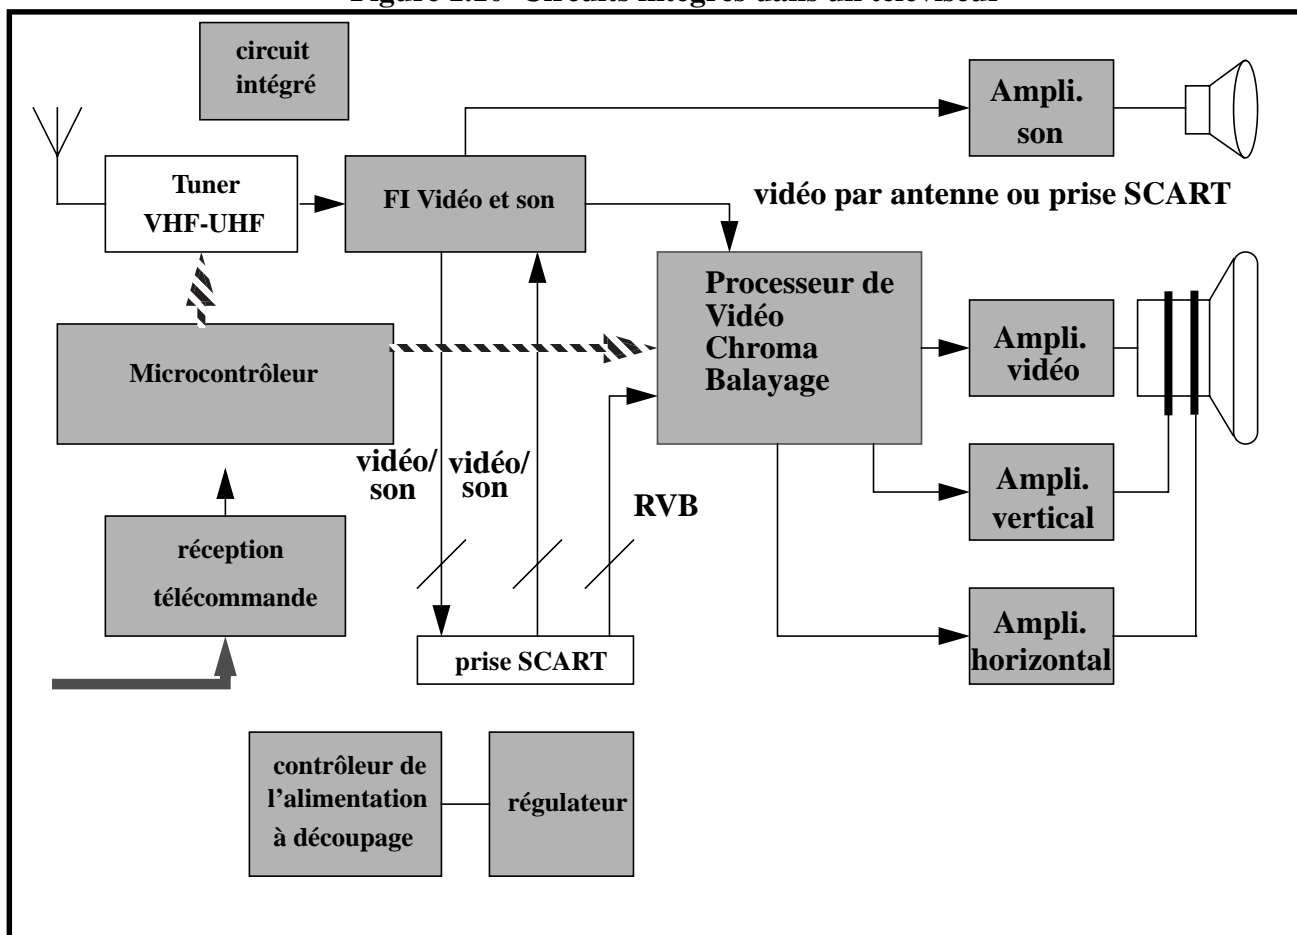 Figure 2.10 Circuits intégrés dans un téléviseur
circuit
intégré
Ampli.
son
Tuner
VHF-UHF
FI Vidéo et son
vidéo par antenne ou prise SCART
Processeur de
Vidéo
Chroma
Balayage
Ampli.
vidéo
Microcontrôleur
vidéo/
son
vidéo/
son
RVB
Ampli.
vertical
réception
télécommande
prise SCART
Ampli.
horizontal
contrôleur de
l’alimentation
à découpage
régulateur